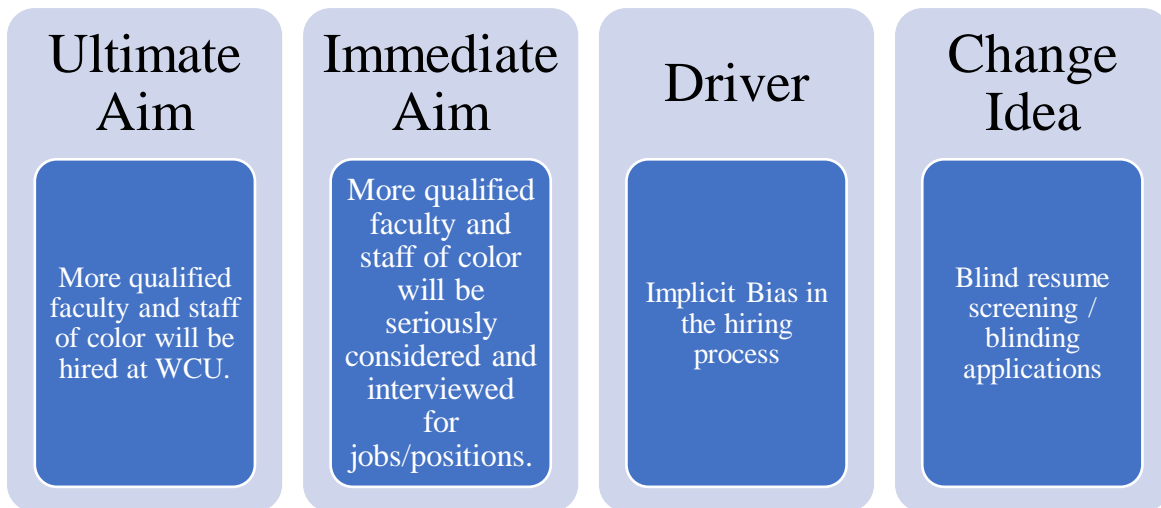 Ultimate
Aim
More qualified
faculty and staff
of color will be
hired at WCU.
Immediate
Aim
More qualified
faculty and
staff of color
will be
seriously
considered and
interviewed
for
jobs/positions.
Driver
Implicit Bias in
the hiring
process
Change
Idea
Blind resume
screening /
blinding
applications